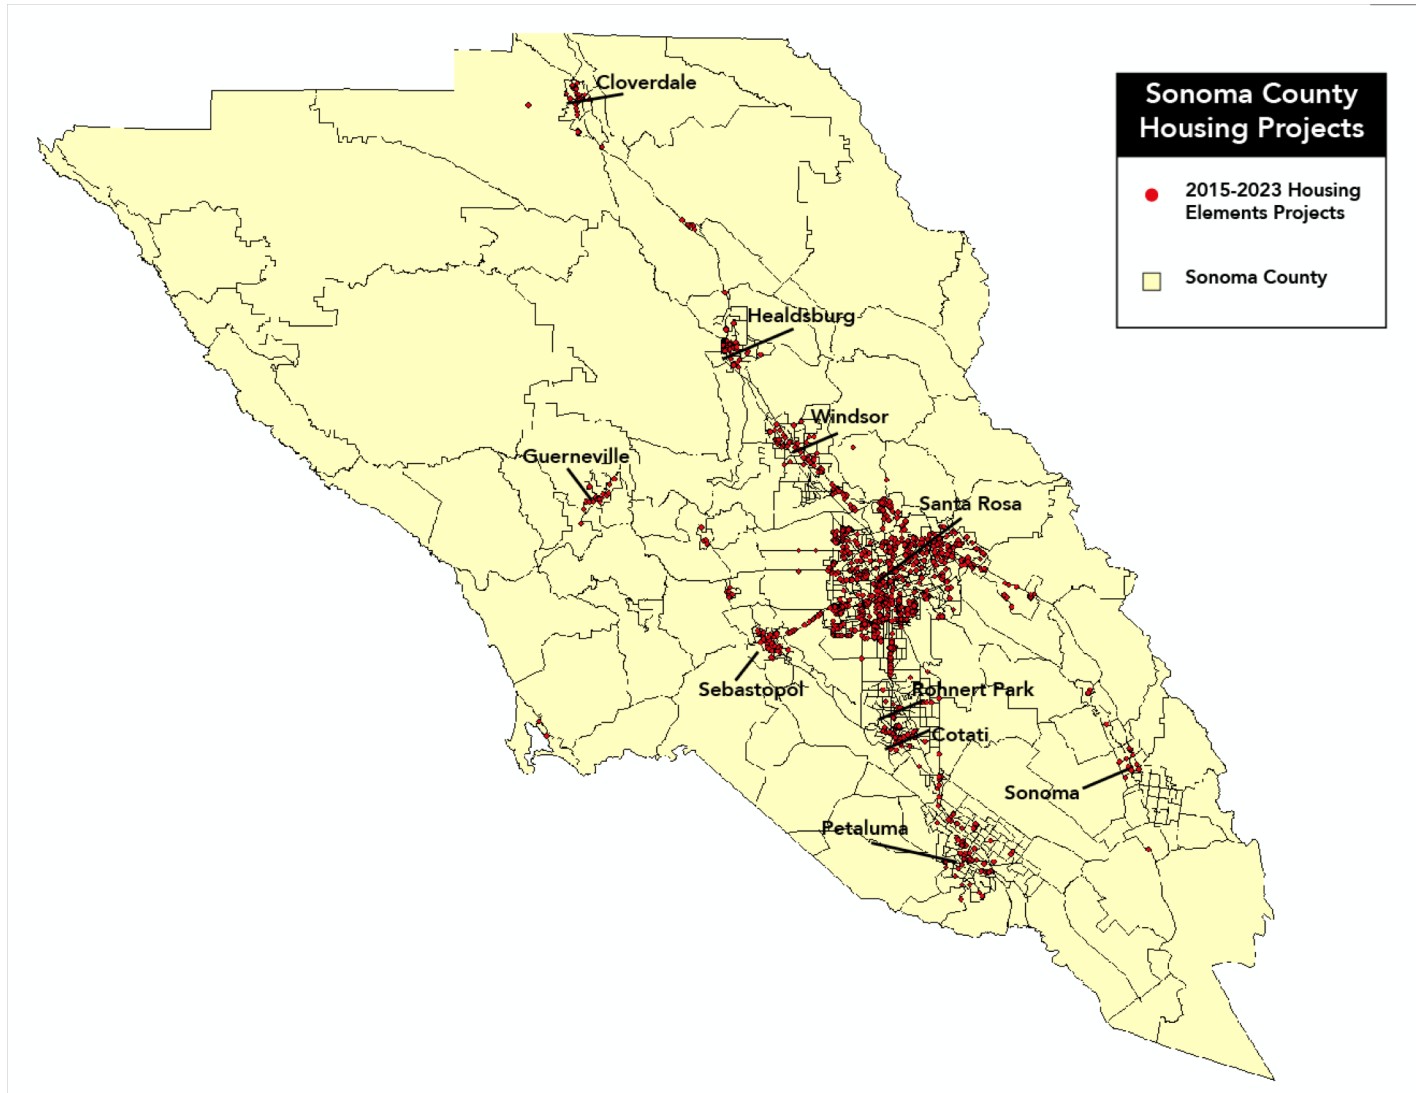 Cloverdale
Sonoma County
Housing Projects
2015-2023 Housing
Elements Projects
Sonoma County
Healdsburg
Windsor
Guerneville
Santa Rosa
Sebastopol
Rohnert Park
Cotati
Sonoma
Petaluma